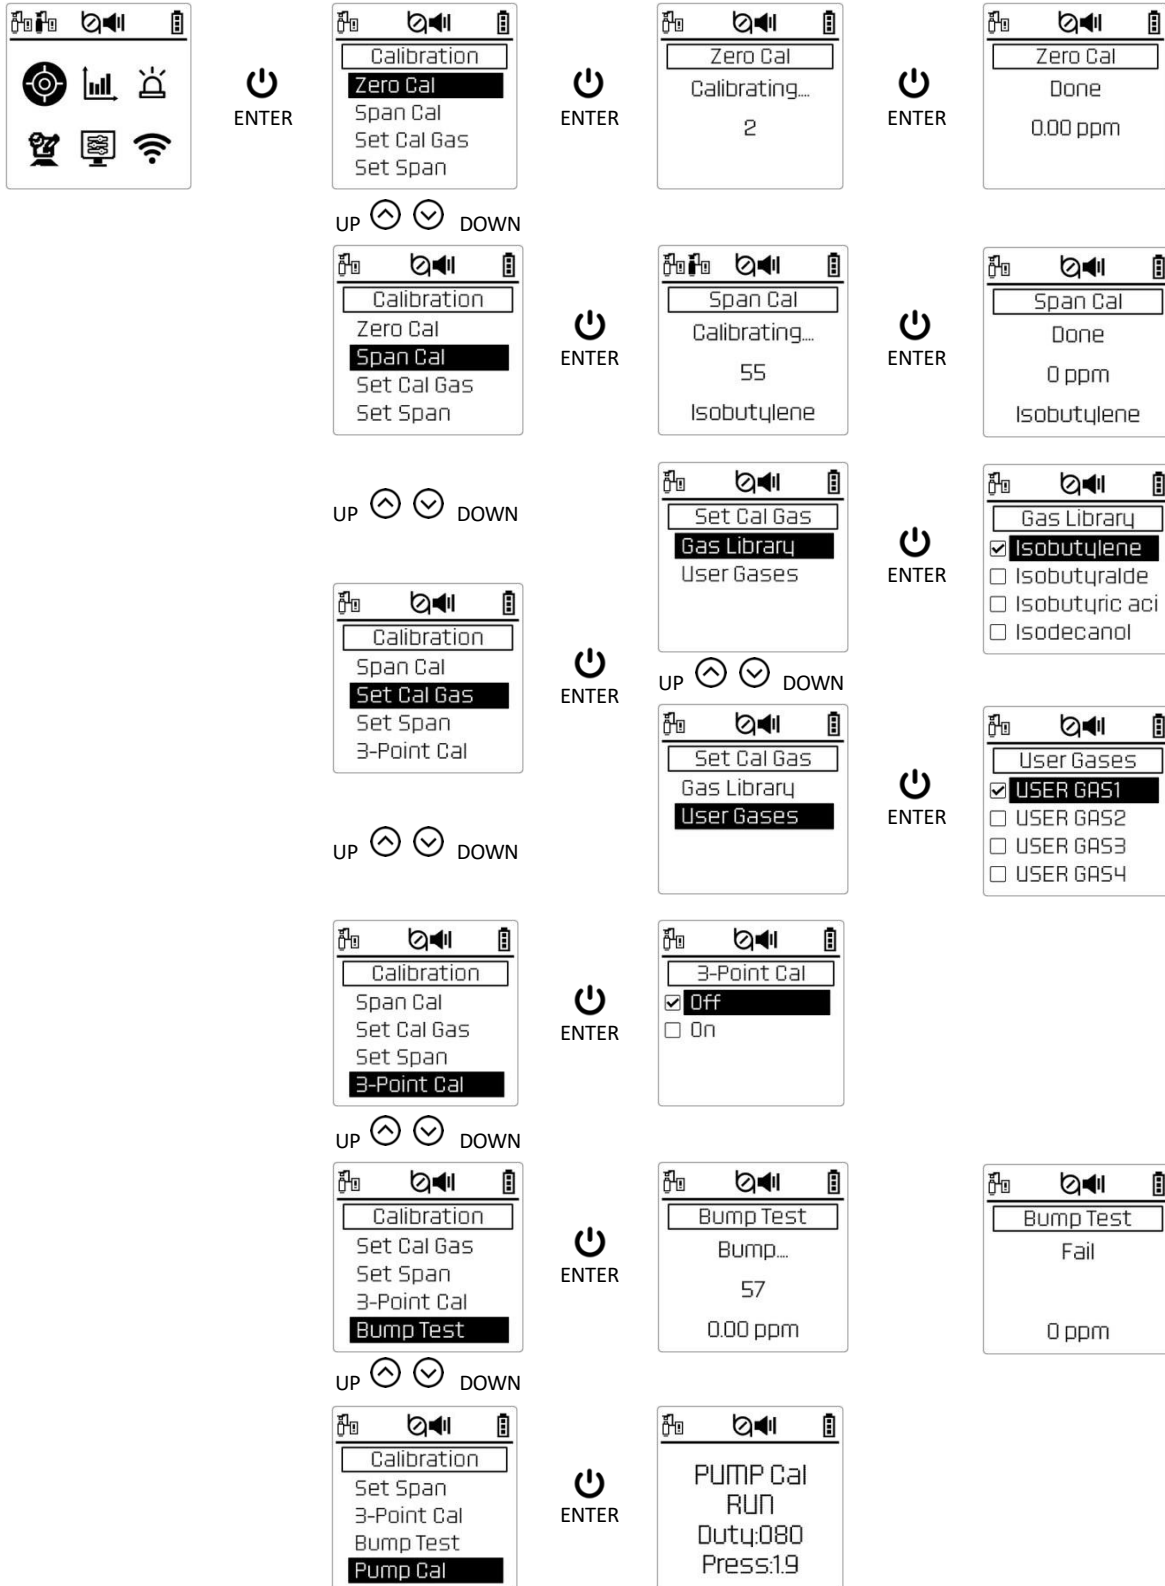 ENTER
Calibration
Zero Cal
Span Cal
Set Cal Gas
Set Span
ENTER
Zero Cal
Calibrating...
2
ENTER
Zero Cal
Done
0.00 ppm
UP DOWN
Calibration
Zero Cal
Span Cal
Set Cal Gas
Set Span
ENTER
Span Cal
Calibrating...
55
Isobutylene
ENTER
Span Cal
Done
0 ppm
Isobutylene
UP DOWN
Set Cal Gas
Gas Library
User Gases
ENTER
Gas Library
Isobutylene
Isobutyralde
Isobutyric aci
Isodecanol
Calibration
Span Cal
Set Cal Gas
Set Span
3-Point Cal
ENTER
UP DOWN
Set Cal Gas
Gas Library
User Gases
ENTER
User Gases
USER GAS1
USER GAS2
USER GAS3
USER GAS4
UP DOWN
Calibration
Span Cal
Set Cal Gas
Set Span
3-Point Cal
ENTER
3-Point Cal
Off
On
UP DOWN
Calibration
Set Cal Gas
Set Span
3-Point Cal
Bump Test
ENTER
Bump Test
Bump...
57
0.00 ppm
Bump Test
Fail
0 ppm
UP DOWN
Calibration
Set Span
3-Point Cal
Bump Test
Pump Cal
ENTER
PUMP Cal
RUN
Duty:080
Press:1.9